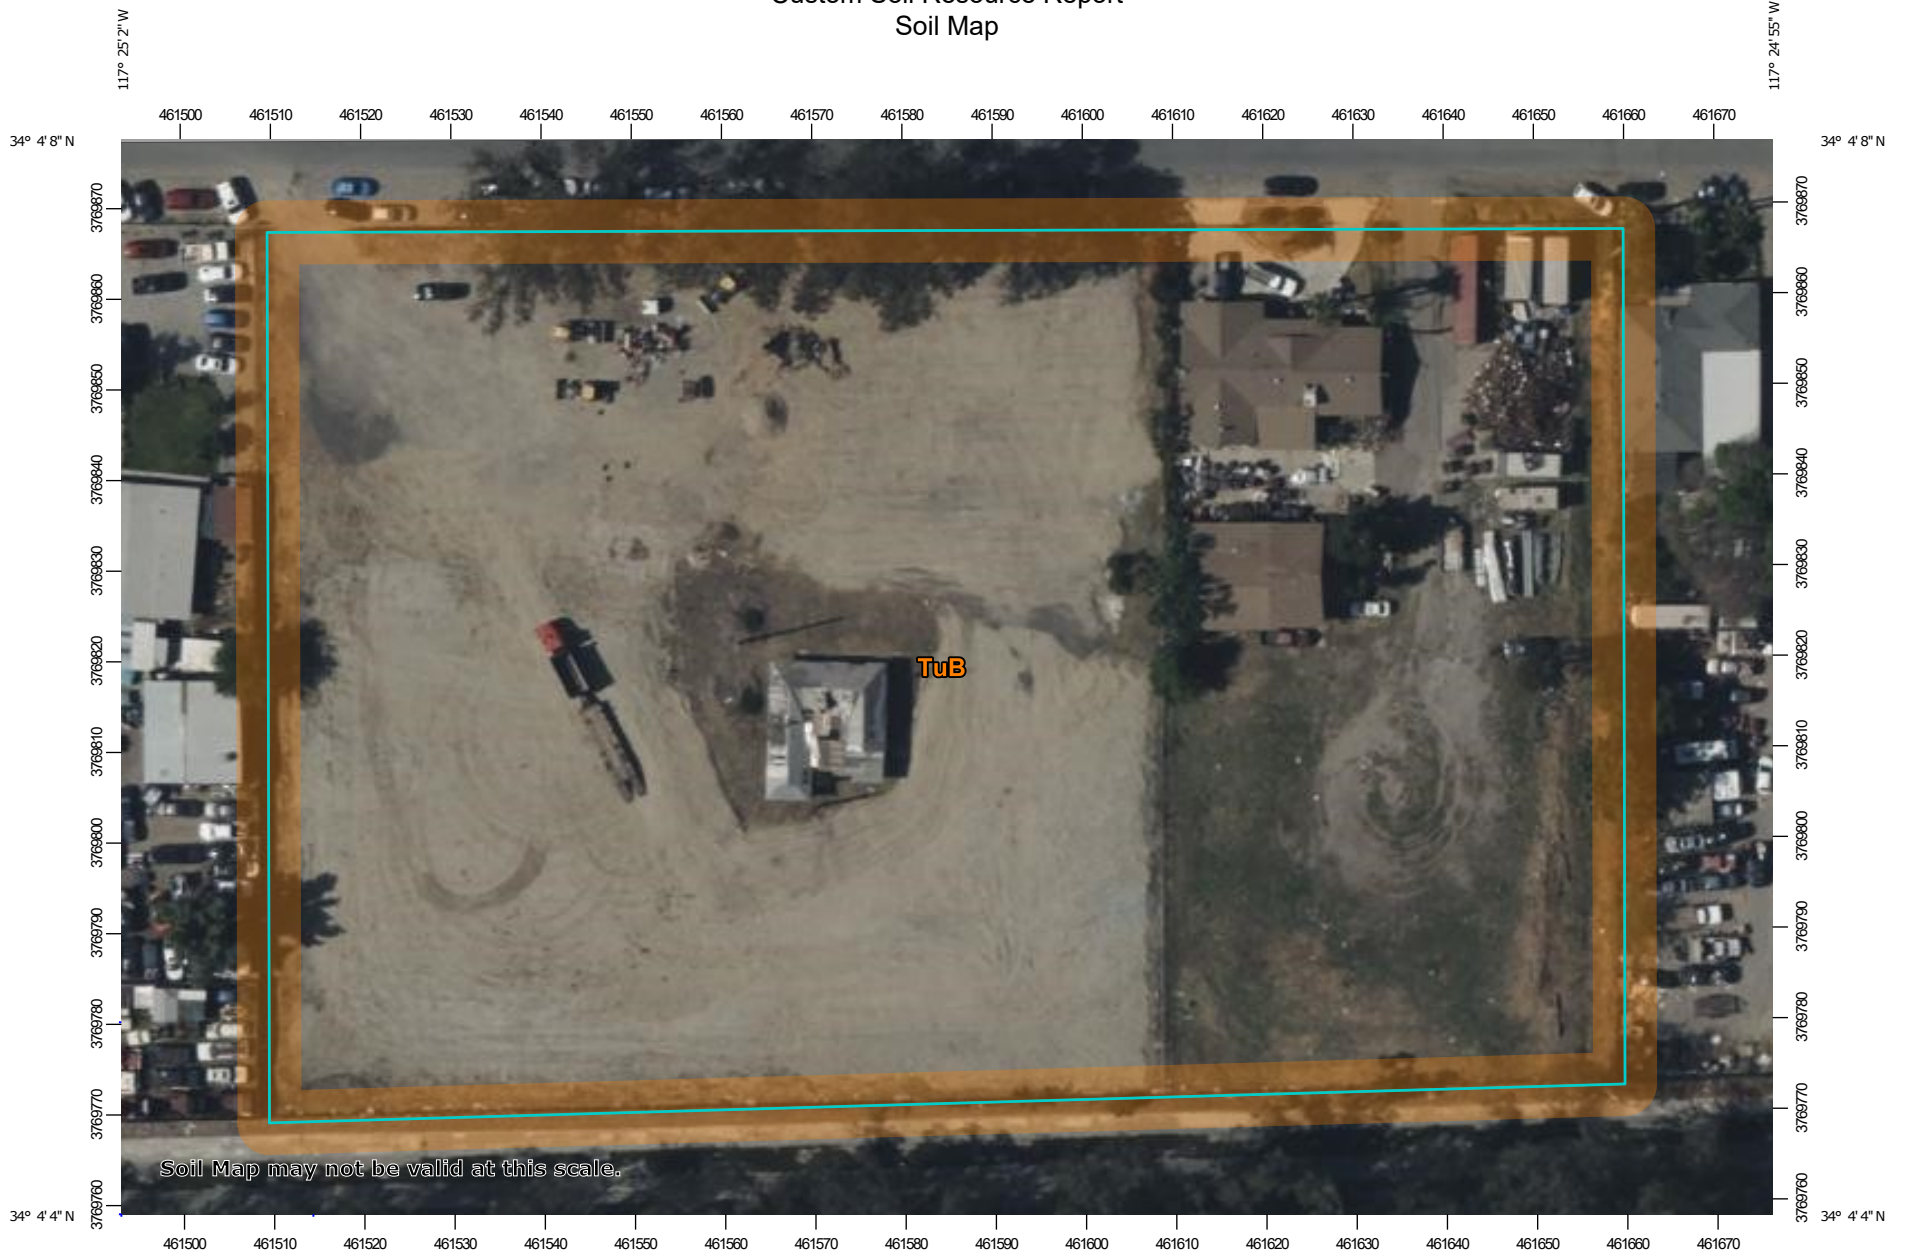 Custom Soil Resource Report
Soil Map
117° 25' 2" W
117° 24' 55" W
461500 461510 461520 461530 461540 461550 461560 461570 461580 461590 461600 461610 461620 461630 461640 461650 461660 461670
34° 4' 8" N
34° 4' 8" N
3769870 3769860 3769850 3769840 3769830 3769820 3769810 3769800 3769790 3769780 3769770 3769760
3769870 3769860 3769850 3769840 3769830 3769820 3769810 3769800 3769790 3769780 3769770 3769760
TuB
Soil Map may not be valid at this scale.
34° 4' 4" N
34° 4' 4" N
461500 461510 461520 461530 461540 461550 461560 461570 461580 461590 461600 461610 461620 461630 461640 461650 461660 461670